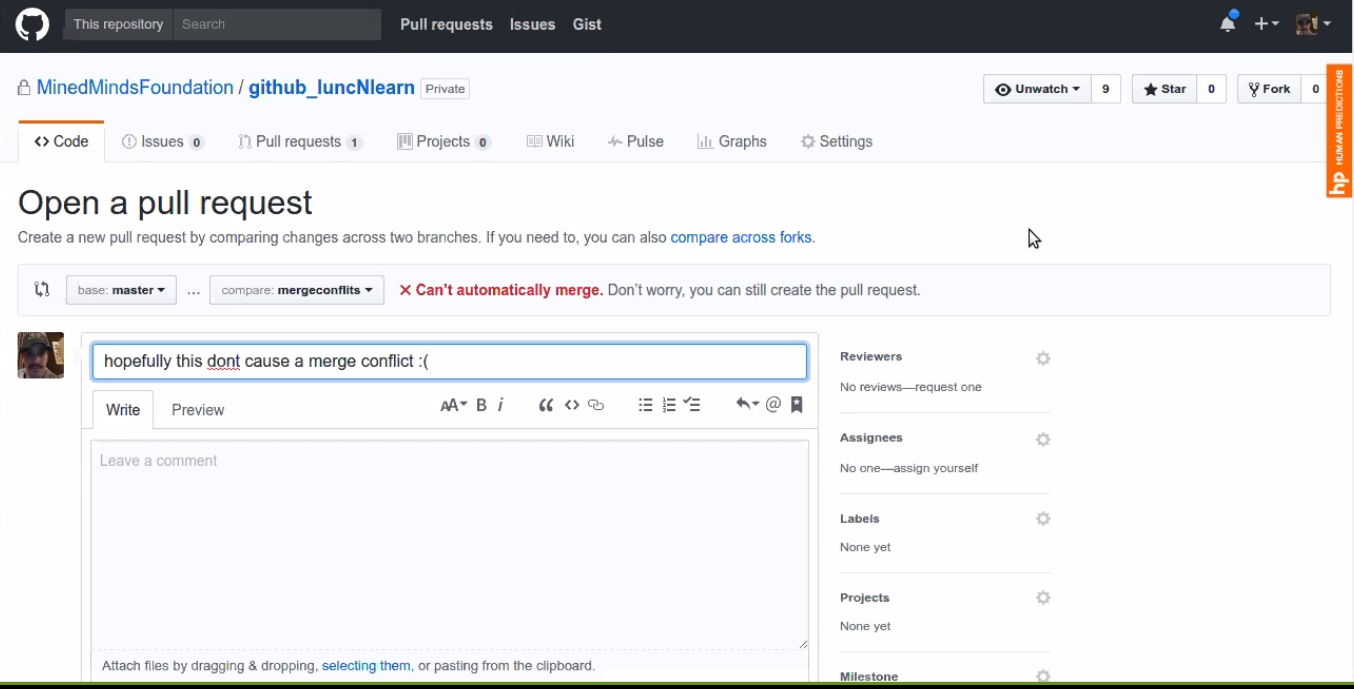 This repository Search Pull requests Issues Gist
MinedMindsFoundation / github_luncNlearn Private Unwatch 9 Star 0 Fork 0
HUMAN PREDICTIONS
hp
Code Issues 0 Pull requests 1 Projects 0 Wiki Pulse Graphs Settings
Open a pull request
Create a new pull request by comparing changes across two branches. If you need to, you can also compare across forks.
base: master ... compare: mergeconflits Can't automatically merge. Don't worry, you can still create the pull request.
hopefully this dont cause a merge conflict :(
Write Preview AA B i @
Leave a comment
Attach files by dragging & dropping, selecting them, or pasting from the clipboard.
Reviewers
No reviews—request one
Assignees
No one—assign yourself
Labels
None yet
Projects
None yet
Milestone